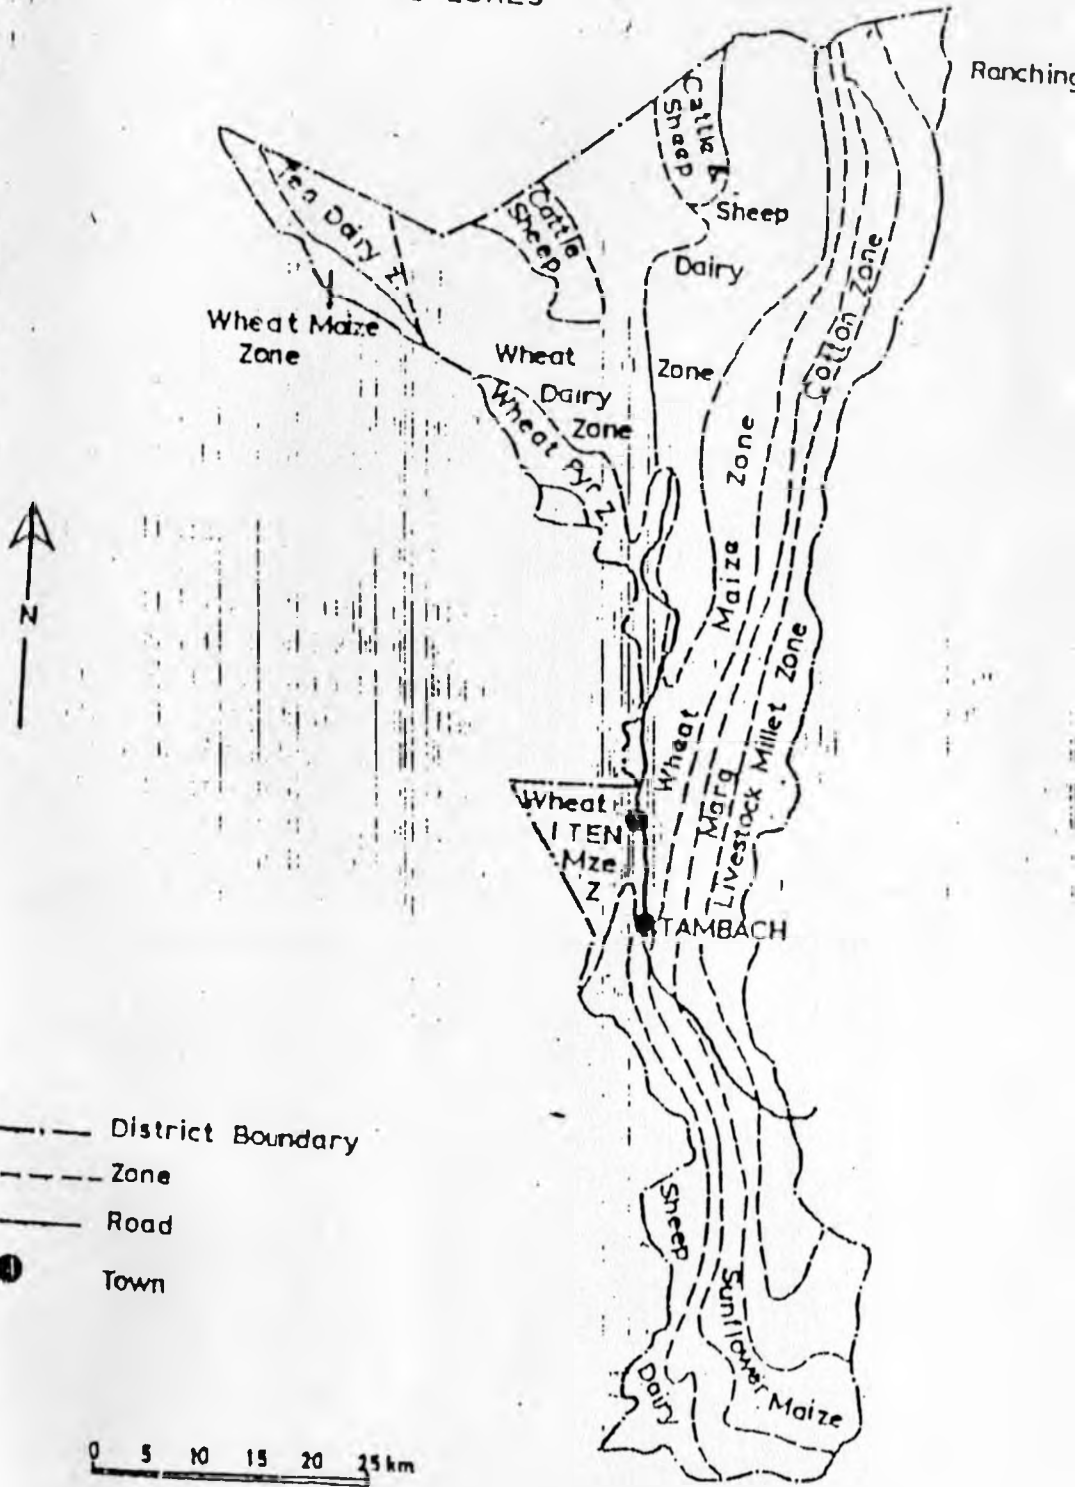 ZONES
Ranching
Cattle &
Sheep
Tea Dairy Z.
Cattle
Sheep
Sheep
Dairy
Zone
Wheat Maize
Zone
Wheat
Dairy
Zone
Wheat Pyr Z.
Cotton Zone
Wheat Maize Zone
Marg
Livestock Millet Zone
N
Wheat
ITEN
Mze
Z
TAMBACH
District Boundary
Zone
Road
Town
Sheep
Dairy
Sunflower Maize
0 5 10 15 20 25 km